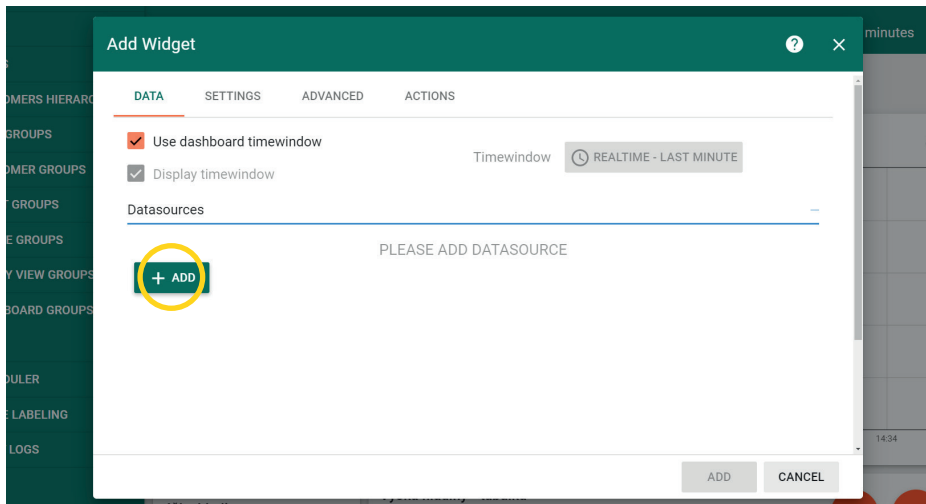 minutes
Add Widget
?
OMERS HIERARC
DATA SETTINGS ADVANCED ACTIONS
GROUPS
Use dashboard timewindow
Timewindow REALTIME - LAST MINUTE
OMER GROUPS
Display timewindow
GROUPS
Datasources
E GROUPS
PLEASE ADD DATASOURCE
Y VIEW GROUPS
+ ADD
BOARD GROUPS
DULER
E LABELING
LOGS
14:34
ADD CANCEL